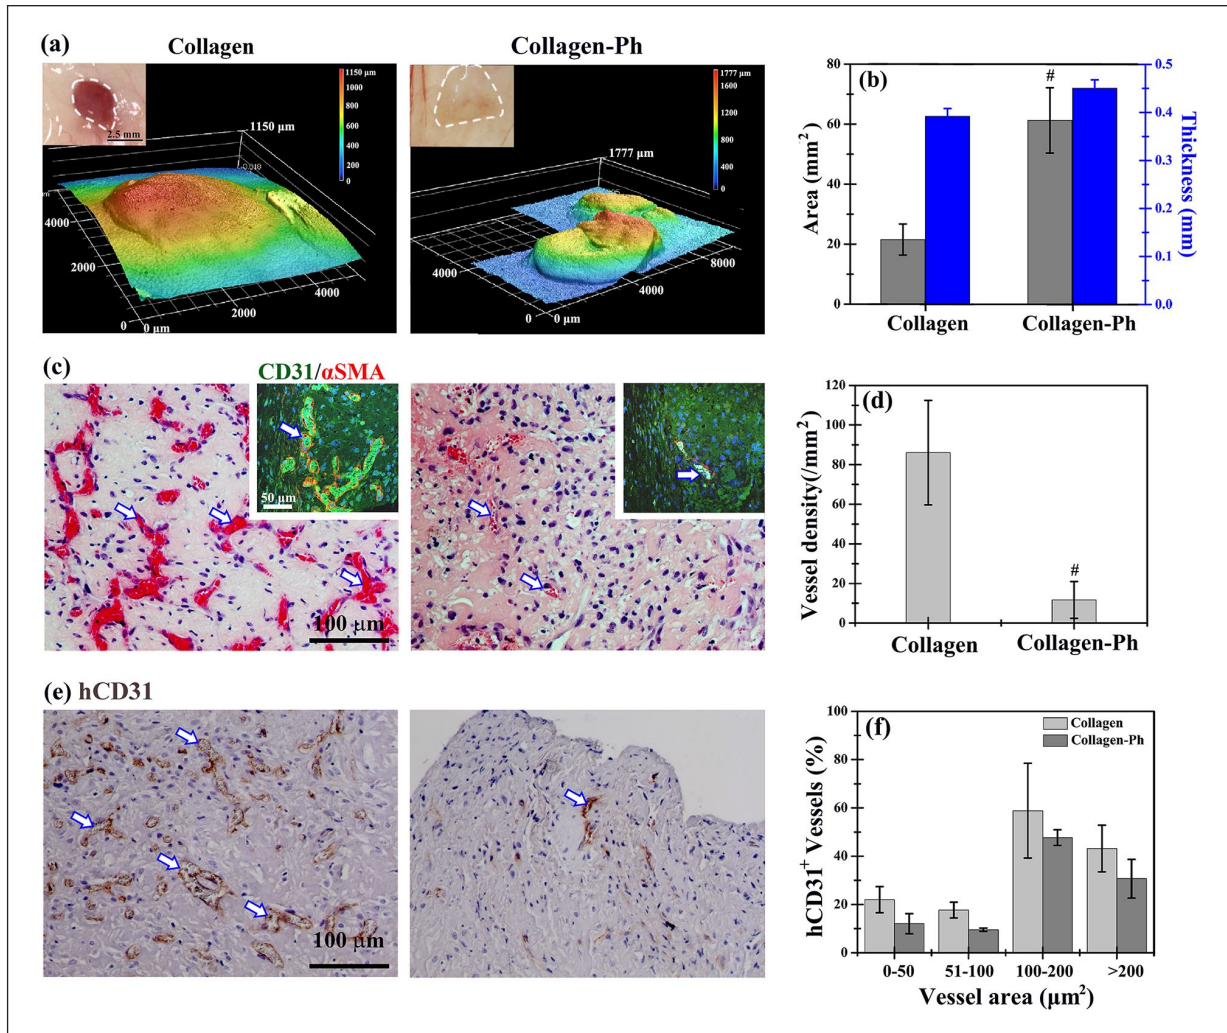 (a)
Collagen
Collagen-Ph
2.5 mm
1150 µm
1000
800
600
400
200
0
1150 µm
-0.018
4000
2000
0
0 µm
2000
4000
1777 µm
1600
1200
800
400
0
1777 µm
4000
0
0 µm
4000
8000
(b)
80
60
40
20
0
Area (mm2)
#
0.5
0.4
0.3
0.2
0.1
0.0
Thickness (mm)
Collagen
Collagen-Ph
(c)
CD31/αSMA
50 µm
100 µm
(d)
120
100
80
60
40
20
0
Vessel density(/mm2)
#
Collagen
Collagen-Ph
(e) hCD31
100 µm
(f)
Collagen
Collagen-Ph
100
80
60
40
20
0
hCD31+ Vessels (%)
0-50
51-100
100-200
>200
Vessel area (µm2)